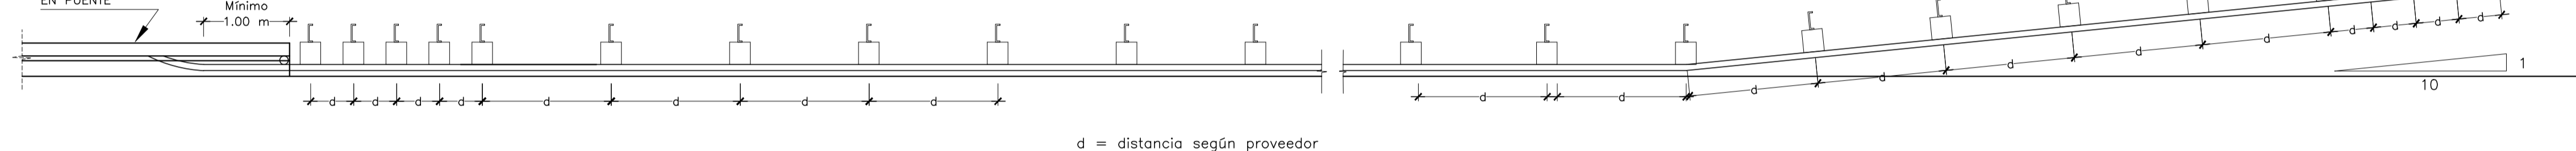 EN PUENTE
Mínimo
1.00 m
d d d d d d d d
d d
d d d d d d d d d
1
10
d = distancia según proveedor